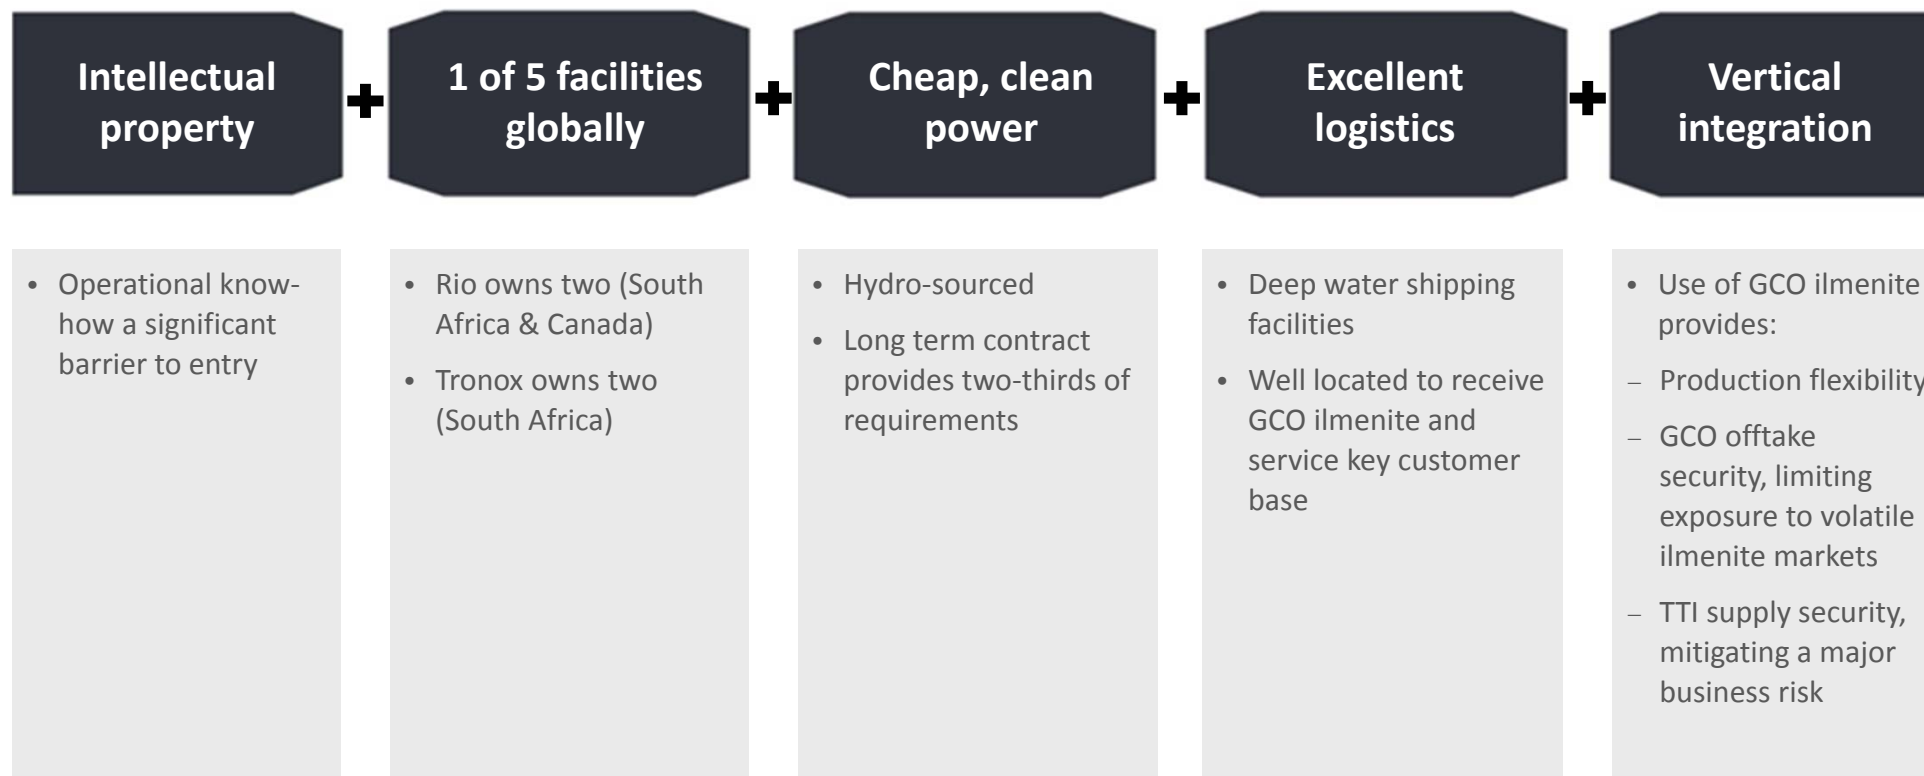 Intellectual
property
1 of 5 facilities
globally
Cheap, clean
power
Excellent
logistics
Vertical
integration
• Operational know-
how a significant
barrier to entry
• Rio owns two (South
Africa & Canada)
• Tronox owns two
(South Africa)
• Hydro-sourced
• Long term contract
provides two-thirds of
requirements
• Deep water shipping
facilities
• Well located to receive
GCO ilmenite and
service key customer
base
• Use of GCO ilmenite
provides:
– Production flexibility
– GCO offtake
security, limiting
exposure to volatile
ilmenite markets
– TTI supply security,
mitigating a major
business risk